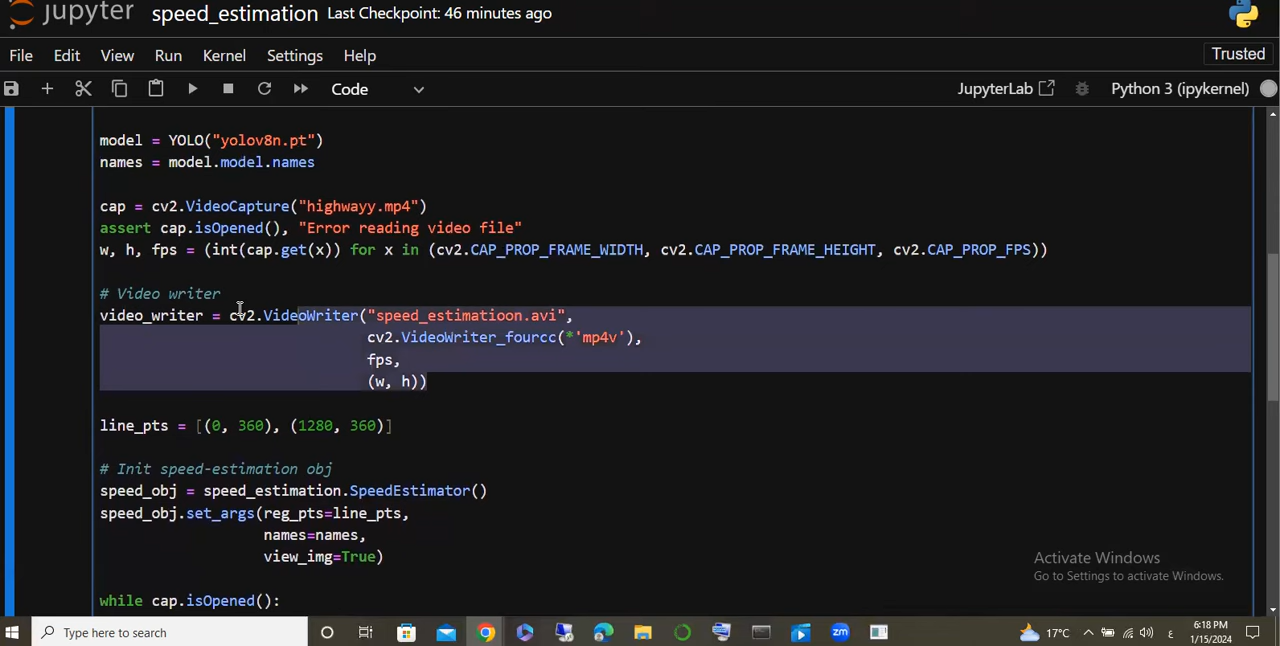 jupyter speed_estimation Last Checkpoint: 46 minutes ago
File Edit View Run Kernel Settings Help Trusted
Code JupyterLab Python 3 (ipykernel)
model = YOLO("yolov8n.pt")
names = model.model.names
cap = cv2.VideoCapture("highwayy.mp4")
assert cap.isOpened(), "Error reading video file"
w, h, fps = (int(cap.get(x)) for x in (cv2.CAP_PROP_FRAME_WIDTH, cv2.CAP_PROP_FRAME_HEIGHT, cv2.CAP_PROP_FPS))
# Video writer
video_writer = cv2.VideoWriter("speed_estimatioon.avi",
cv2.VideoWriter_fourcc(*'mp4v'),
fps,
(w, h))
line_pts = [(0, 360), (1280, 360)]
# Init speed-estimation obj
speed_obj = speed_estimation.SpeedEstimator()
speed_obj.set_args(reg_pts=line_pts,
names=names,
view_img=True)
while cap.isOpened():
Activate Windows
Go to Settings to activate Windows.
Type here to search zm 17°C ع 6:18 PM
1/15/2024